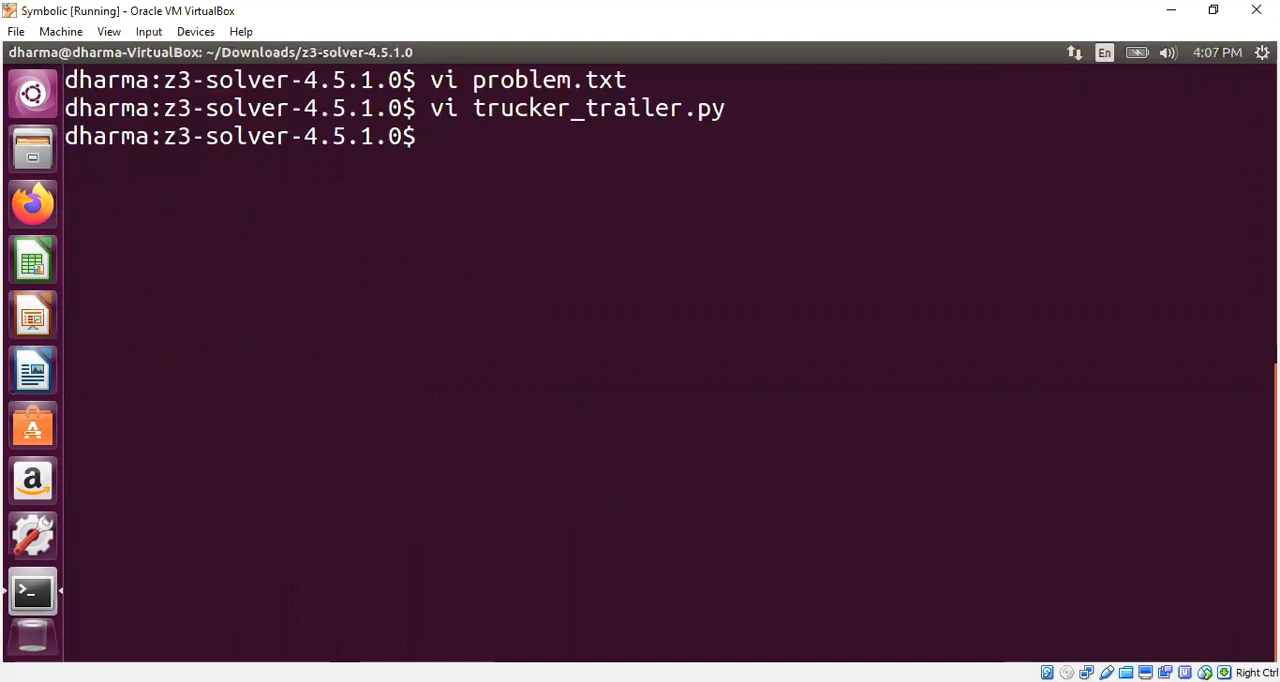 Symbolic [Running] - Oracle VM VirtualBox
File Machine View Input Devices Help
dharma@dharma-VirtualBox: ~/Downloads/z3-solver-4.5.1.0 En 4:07 PM
dharma:z3-solver-4.5.1.0$ vi problem.txt
dharma:z3-solver-4.5.1.0$ vi trucker_trailer.py
dharma:z3-solver-4.5.1.0$
Right Ctrl